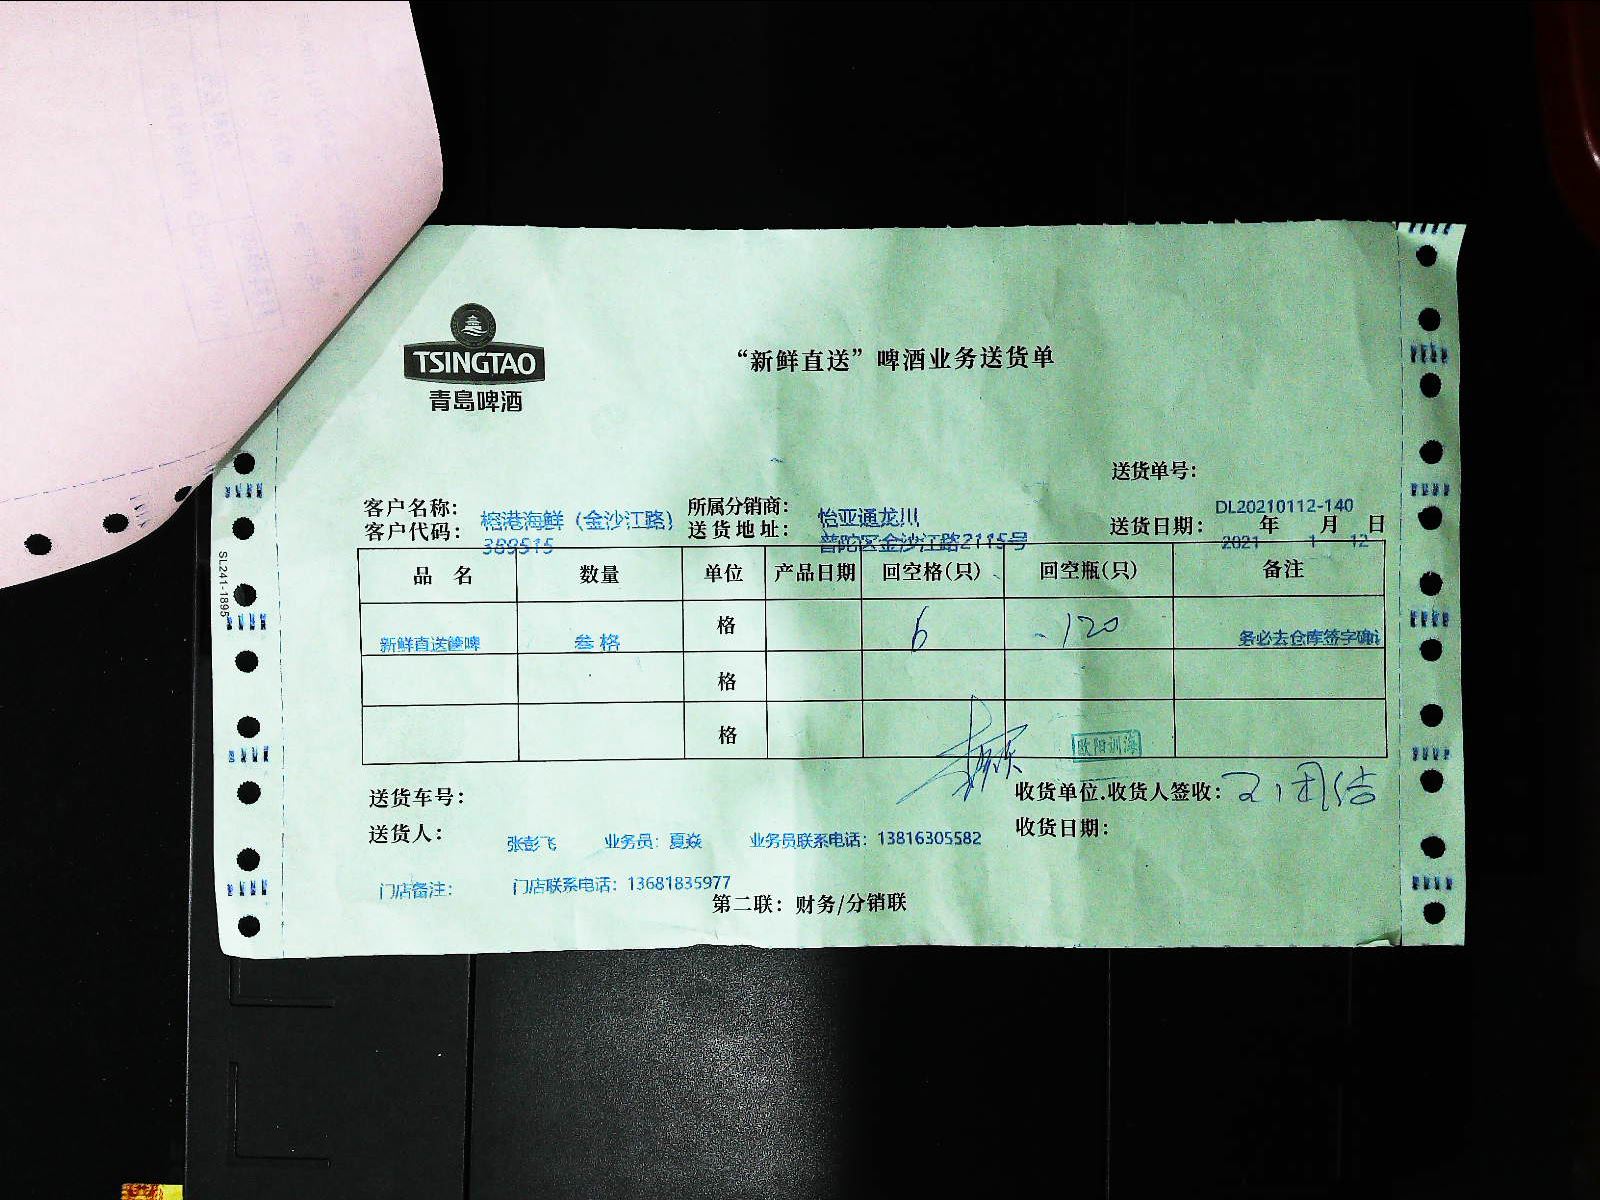 TSINGTAO
青島啤酒
“新鲜直送”啤酒业务送货单
送货单号：
DL20210112-140
客户名称： 榕港海鲜（金沙江路） 所属分销商： 怡亚通龙川
客户代码： 389515 送货地址： 普陀区金沙江路2115号 送货日期： 2021 年 1 月 12 日
品 名 数量 单位 产品日期 回空格(只) 回空瓶(只) 备注
新鲜直送 叁格 格 6 120 务必去仓库签字确
格
格
欧阳训海
送货车号： 收货单位.收货人签收：
送货人： 张彭飞 业务员：夏焱 业务员联系电话：13816305582 收货日期：
门店备注： 门店联系电话：13681835977
第二联：财务/分销联
SL241-1895